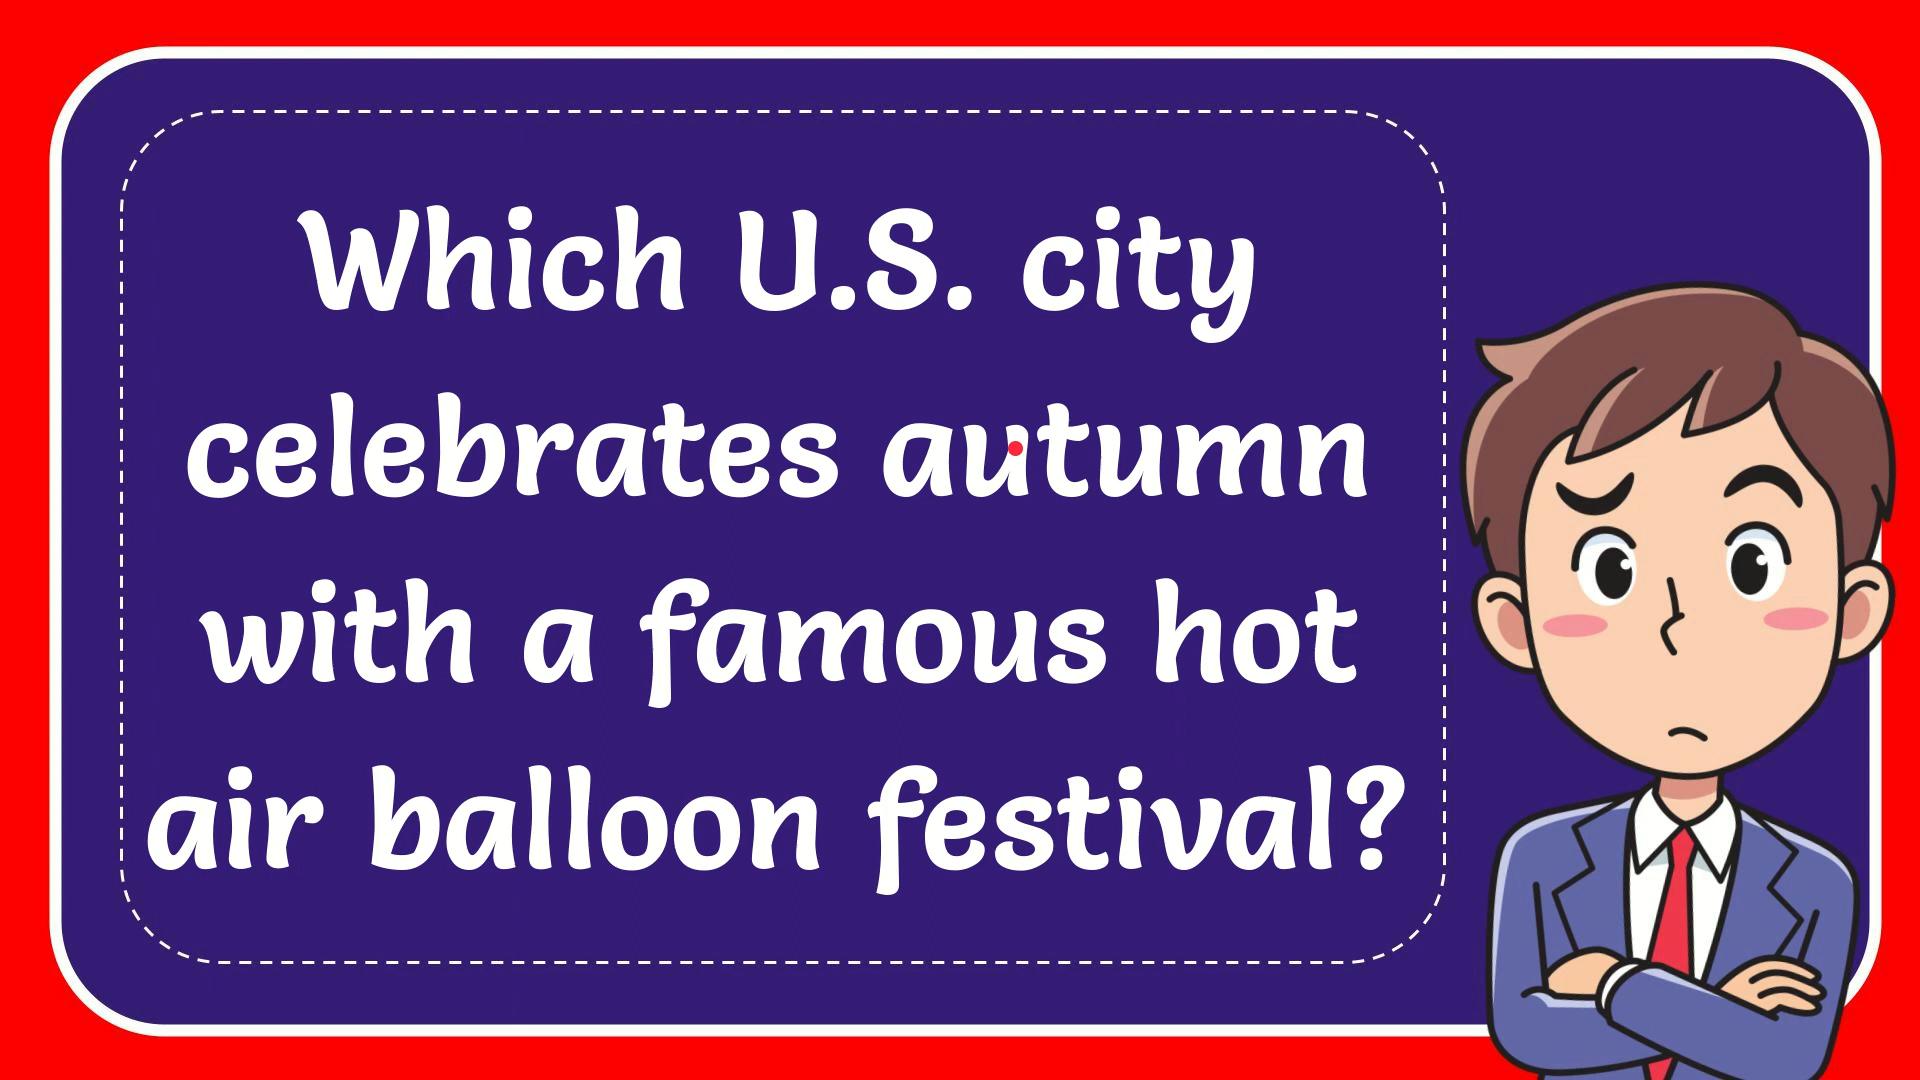 Which U.S. city
celebrates autumn
with a famous hot
air balloon festival?